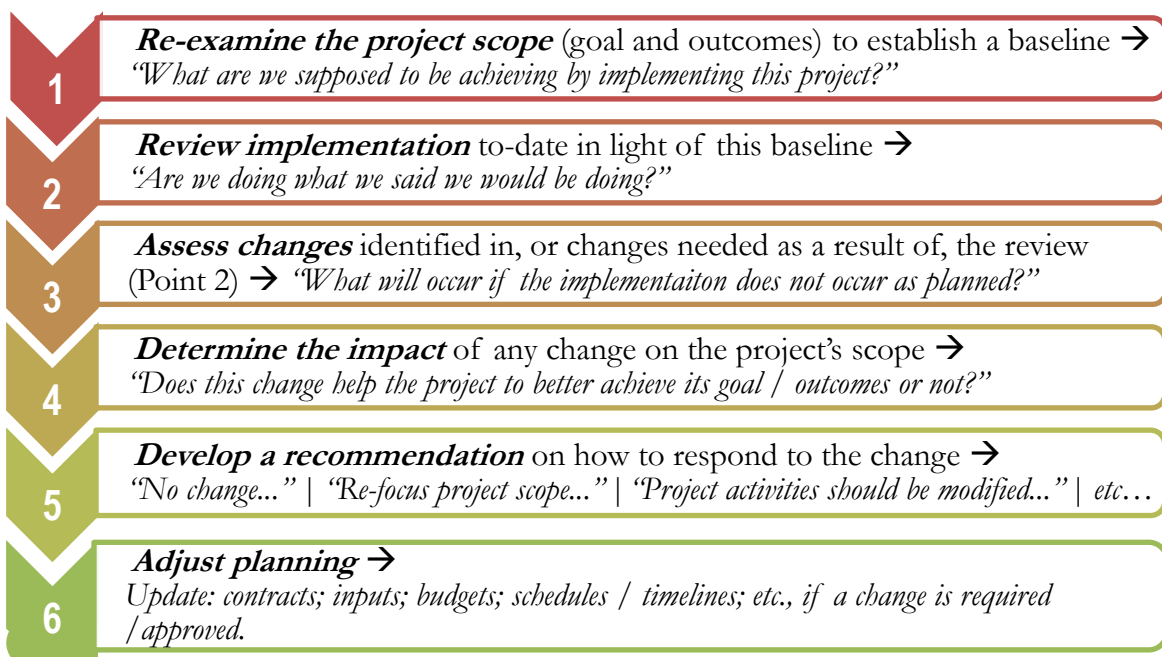 1
Re-examine the project scope (goal and outcomes) to establish a baseline →
“What are we supposed to be achieving by implementing this project?”
2
Review implementation to-date in light of this baseline →
“Are we doing what we said we would be doing?”
3
Assess changes identified in, or changes needed as a result of, the review
(Point 2) → “What will occur if the implementaiton does not occur as planned?”
4
Determine the impact of any change on the project’s scope →
“Does this change help the project to better achieve its goal / outcomes or not?”
5
Develop a recommendation on how to respond to the change →
“No change...” | “Re-focus project scope...” | “Project activities should be modified...” | etc…
6
Adjust planning →
Update: contracts; inputs; budgets; schedules / timelines; etc., if a change is required
/approved.